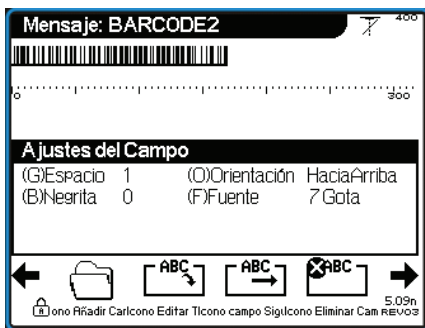 Mensaje: BARCODE2
400
0 300
Ajustes del Campo
(G)Espacio 1 (O)Orientación HaciaArriba
(B)Negrita 0 (F)Fuente 7 Gota
ABC ABC ABC
5.09n
ono Añadir CarIcono Editar TIcono campo SiguIcono Eliminar Cam REV03